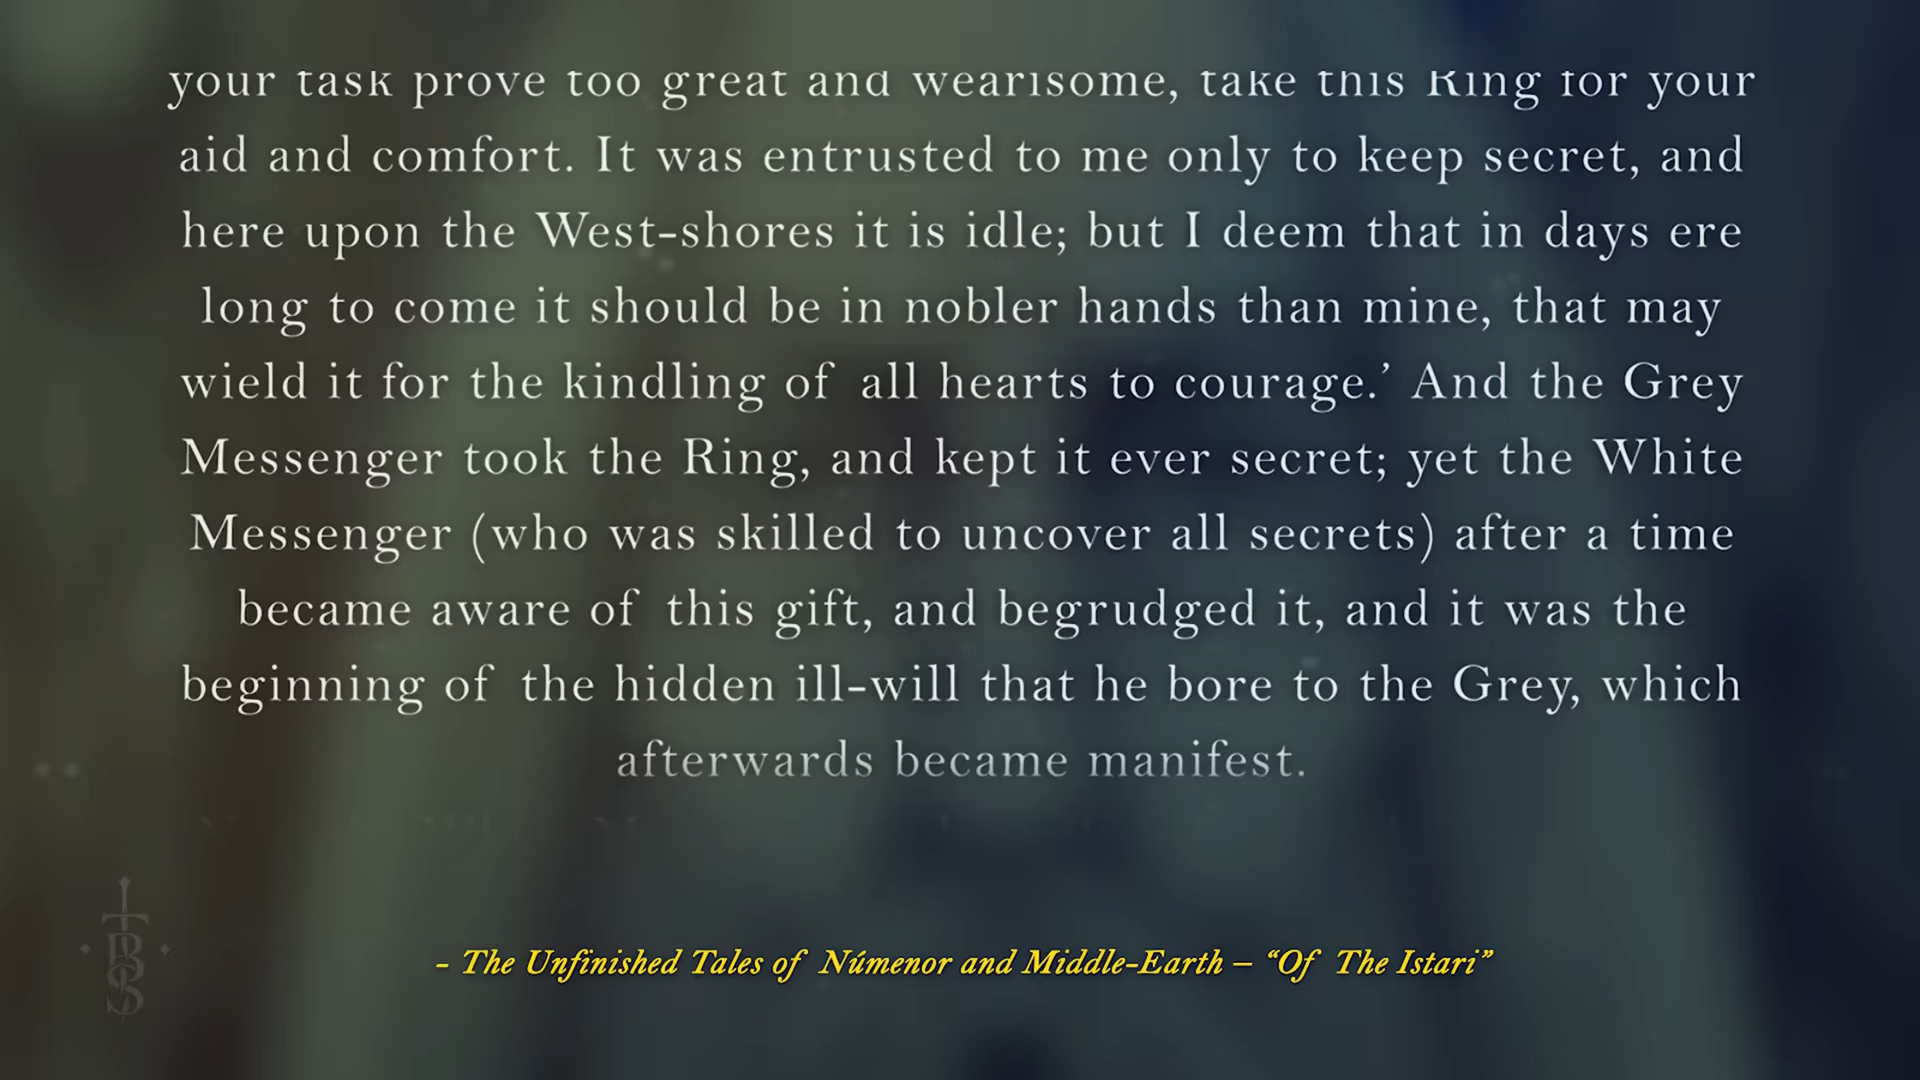 your task prove too great and wearisome, take this Ring for your
aid and comfort. It was entrusted to me only to keep secret, and
here upon the West-shores it is idle; but I deem that in days ere
long to come it should be in nobler hands than mine, that may
wield it for the kindling of all hearts to courage.’ And the Grey
Messenger took the Ring, and kept it ever secret; yet the White
Messenger (who was skilled to uncover all secrets) after a time
became aware of this gift, and begrudged it, and it was the
beginning of the hidden ill-will that he bore to the Grey, which
afterwards became manifest.
TBS
- The Unfinished Tales of Númenor and Middle-Earth – “Of The Istari”